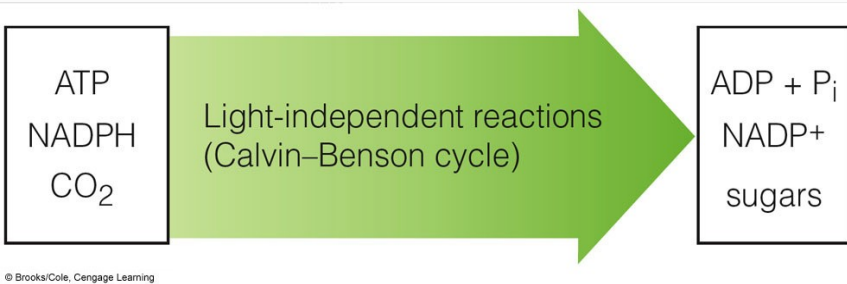 ATP
NADPH
CO₂
Light-independent reactions
(Calvin–Benson cycle)
ADP + Pᵢ
NADP⁺
sugars
© Brooks/Cole, Cengage Learning